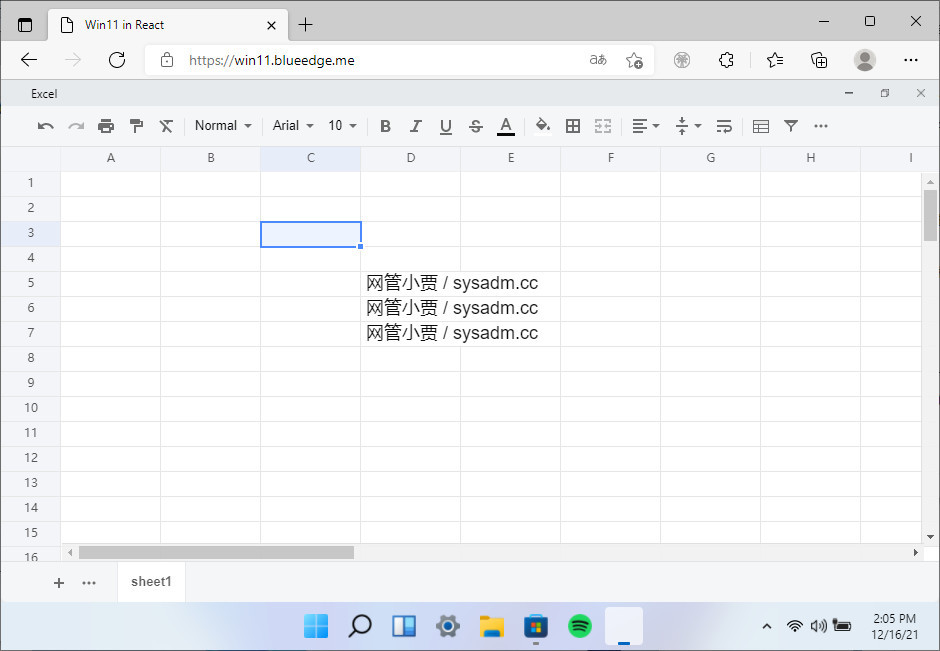 Win11 in React
https://win11.blueedge.me
aあ
Excel
Normal
Arial
10
B I U S A
A B C D E F G H I
1
2
3
4
5 网管小贾 / sysadm.cc
6 网管小贾 / sysadm.cc
7 网管小贾 / sysadm.cc
8
9
10
11
12
13
14
15
16
sheet1
2:05 PM
12/16/21